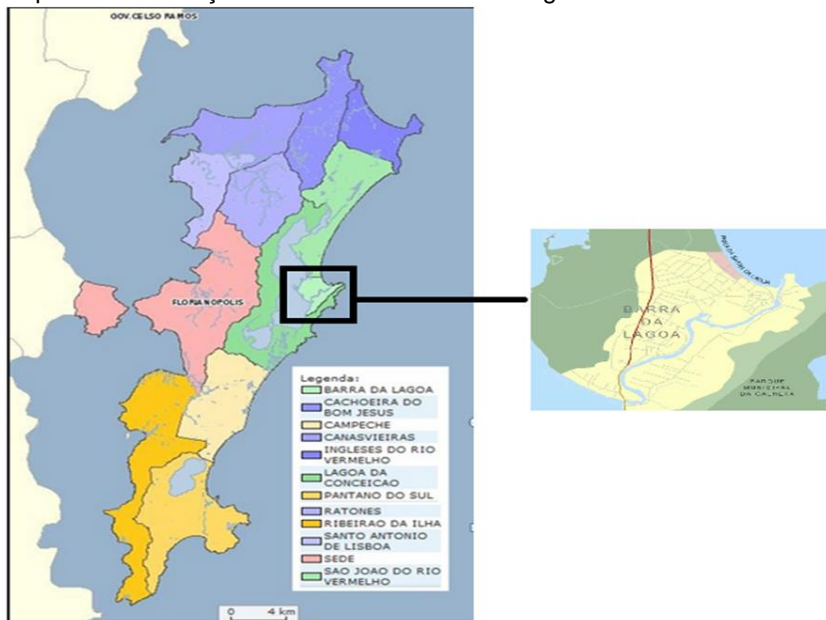 GOV.CELSO RAMOS
FLORIANOPOLIS
Legenda:
BARRA DA LAGOA
CACHOEIRA DO
BOM JESUS
CAMPECHE
CANASVIEIRAS
INGLESES DO RIO
VERMELHO
LAGOA DA
CONCEICAO
PANTANO DO SUL
RATONES
RIBEIRAO DA ILHA
SANTO ANTONIO
DE LISBOA
SEDE
SAO JOAO DO RIO
VERMELHO
0 4 km
BARRA
DA
LAGOA
PARQUE
MUNICIPAL
DA GALHETA